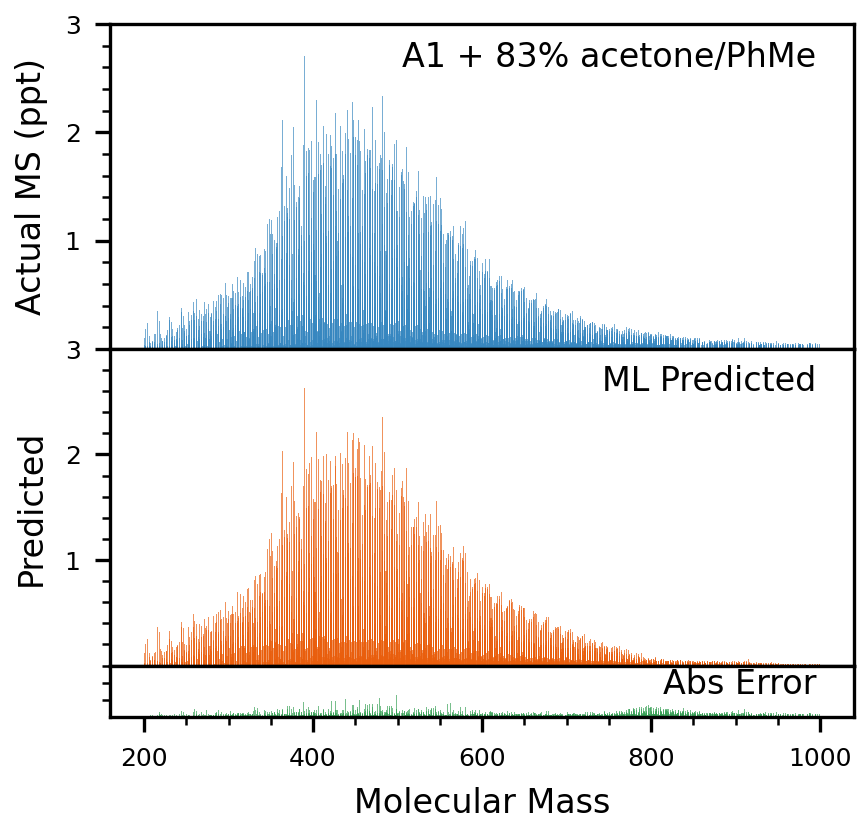 3
2
1
Actual MS (ppt)
A1 + 83% acetone/PhMe
3
2
1
Predicted
ML Predicted
Abs Error
200 400 600 800 1000
Molecular Mass